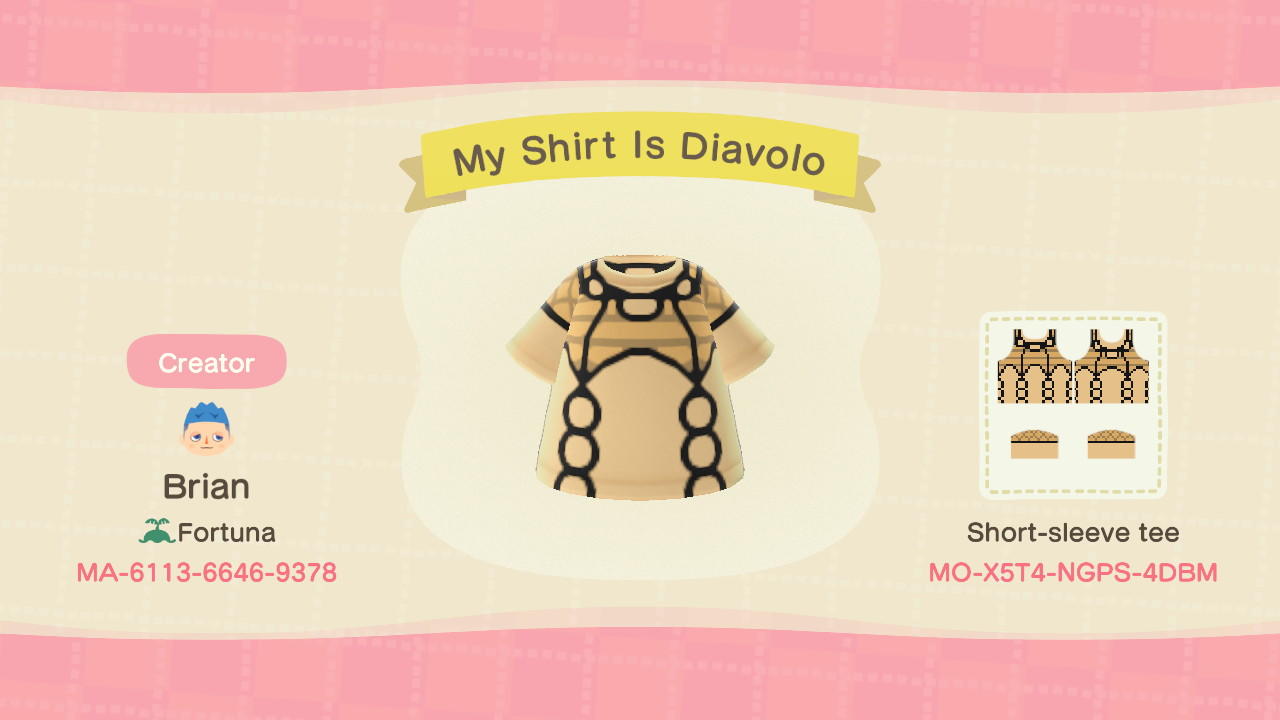 My Shirt Is Diavolo
Creator
Brian
Fortuna
MA-6113-6646-9378
Short-sleeve tee
MO-X5T4-NGPS-4DBM